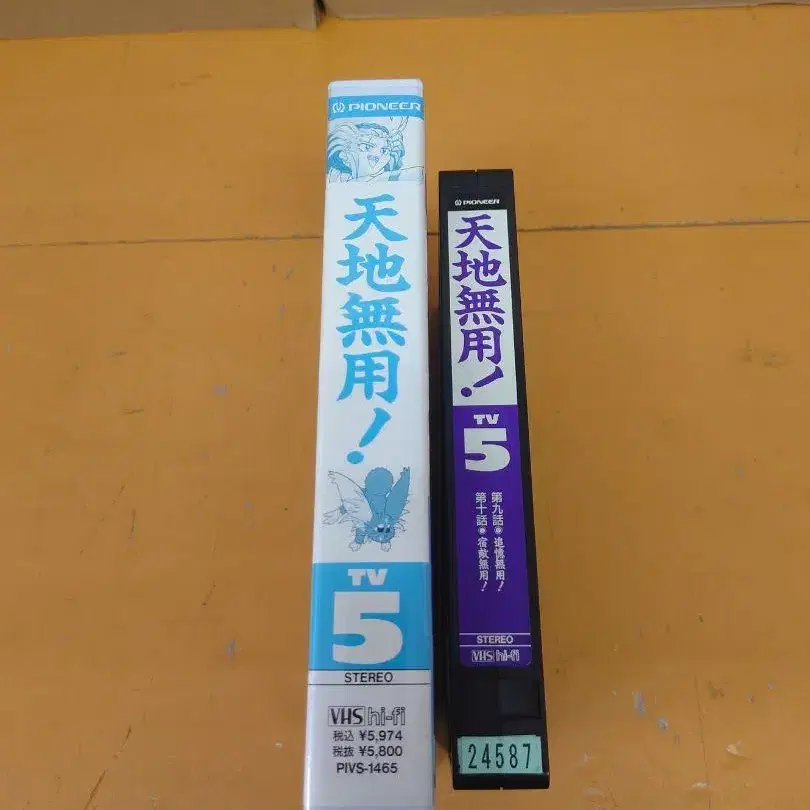 PIONEER
天地無用!
TV
5
STEREO
VHS hi-fi
税込 ¥5,974
税抜 ¥5,800
PIVS-1465
PIONEER
天地無用!
TV
5
第九話●追憶無用!
第十話●宿敵無用!
STEREO
VHS hi-fi
24587